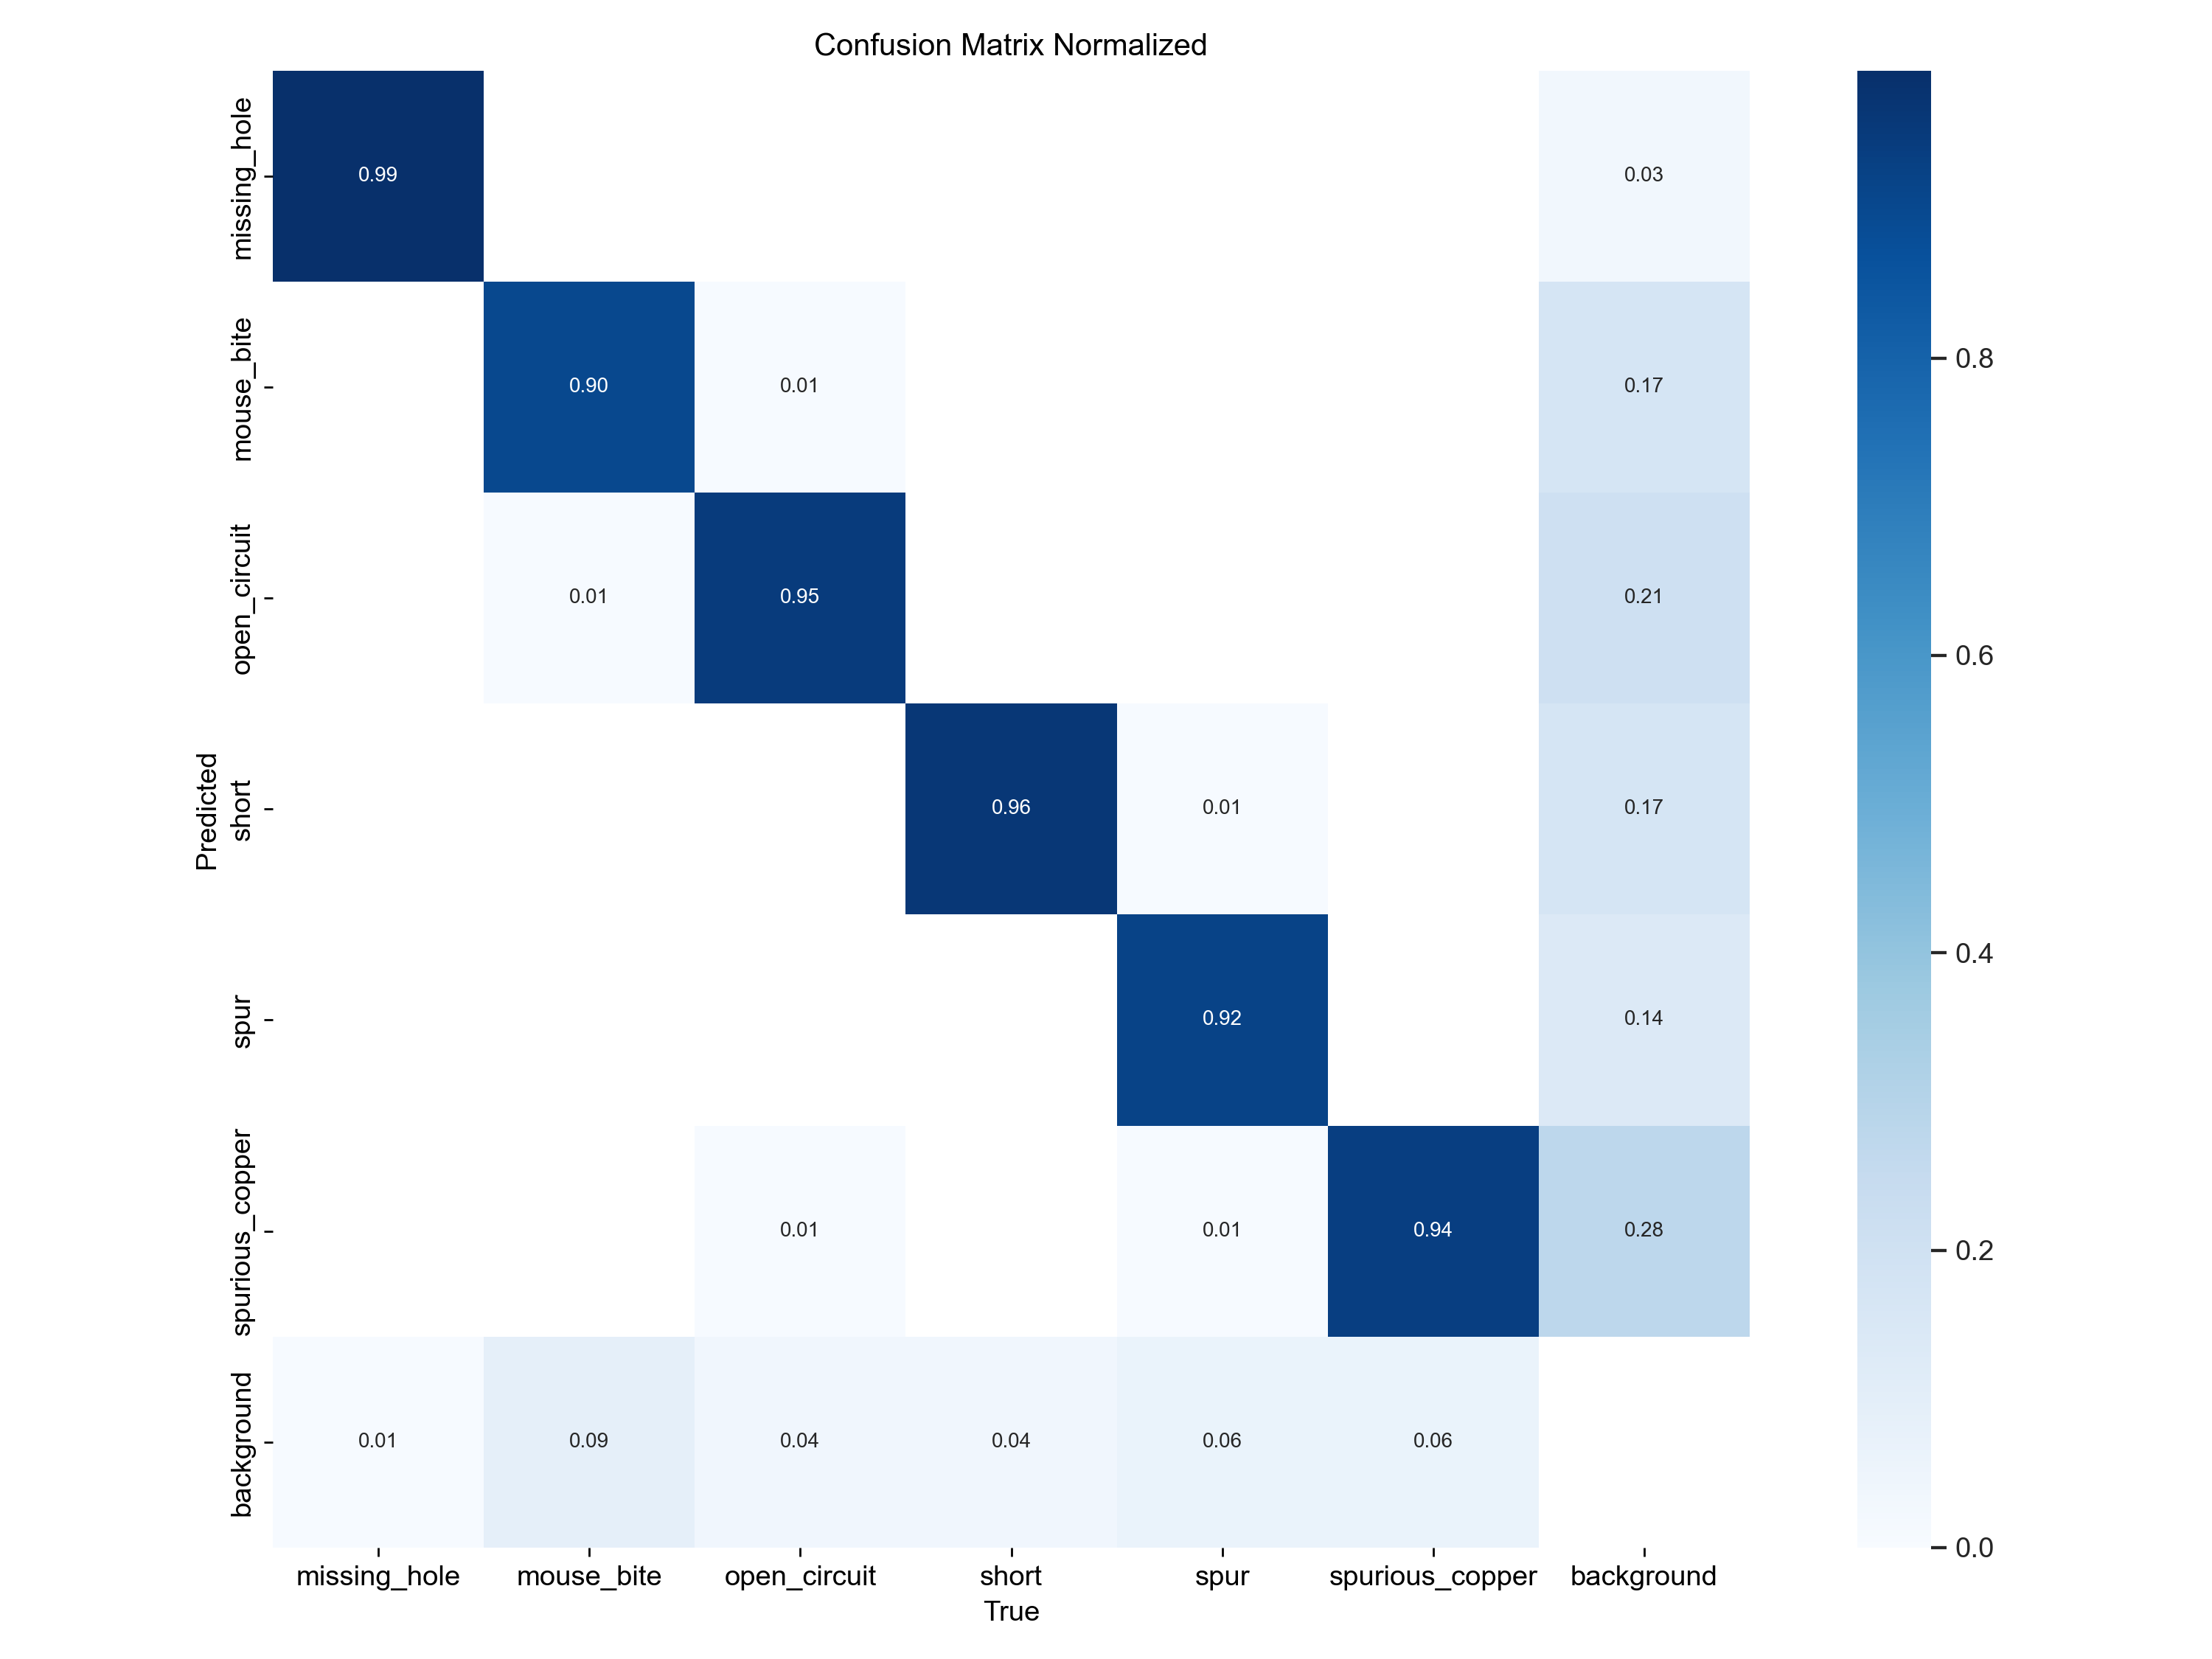 Confusion Matrix Normalized
missing_hole
0.99
0.03
mouse_bite
0.90
0.01
0.17
0.8
open_circuit
0.01
0.95
0.21
0.6
Predicted
short
0.96
0.01
0.17
0.4
spur
0.92
0.14
spurious_copper
0.01
0.01
0.94
0.28
0.2
background
0.01
0.09
0.04
0.04
0.06
0.06
0.0
missing_hole
mouse_bite
open_circuit
short
spur
spurious_copper
background
True